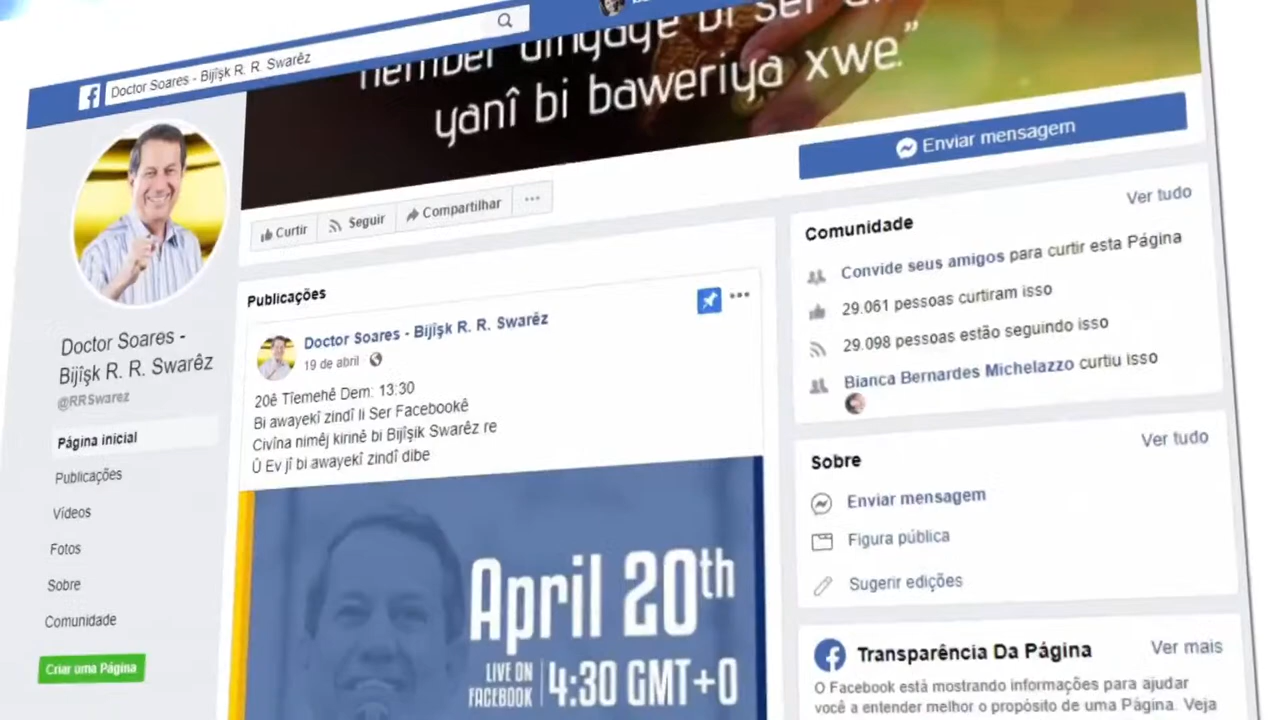 Doctor Soares - Bijîşk R. R. Swarêz
yanî bi baweriya xwe.”
Enviar mensagem
Curtir
Seguir
Compartilhar
Doctor Soares -
Bijîşk R. R. Swarêz
@RRSwarez
Página inicial
Publicações
Vídeos
Fotos
Sobre
Comunidade
Criar uma Página
Publicações
Doctor Soares - Bijîşk R. R. Swarêz
19 de abril
20ê Tîemehê Dem: 13:30
Bi awayekî zindî li Ser Facebookê
Civîna nimêj kirinê bi Bijîşik Swarêz re
Û Ev jî bi awayekî zindî dibe
April 20th
LIVE ON
FACEBOOK
4:30 GMT+0
Comunidade
Ver tudo
Convide seus amigos para curtir esta Página
29.061 pessoas curtiram isso
29.098 pessoas estão seguindo isso
Bianca Bernardes Michelazzo curtiu isso
Sobre
Ver tudo
Enviar mensagem
Figura pública
Sugerir edições
Transparência Da Página
Ver mais
O Facebook está mostrando informações para ajudar
você a entender melhor o propósito de uma Página. Veja